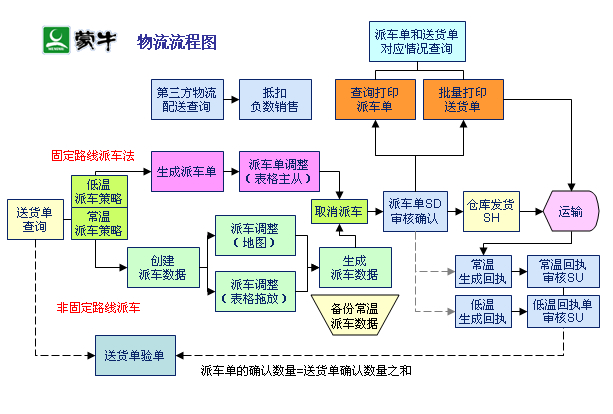 蒙牛
物流流程图
派车单和送货单
对应情况查询
第三方物流
配送查询
抵扣
负数销售
查询打印
派车单
批量打印
送货单
固定路线派车法
生成派车单
派车单调整
(表格主从)
低温
派车策略
常温
派车策略
送货单
查询
取消派车
派车单SD
审核确认
仓库发货
SH
运输
创建
派车数据
派车调整
(地图)
派车调整
(表格拖放)
生成
派车数据
常温
生成回执
常温回执
审核SU
低温
生成回执
低温回执单
审核SU
非固定路线派车
备份常温
派车数据
送货单验单
派车单的确认数量=送货单确认数量之和